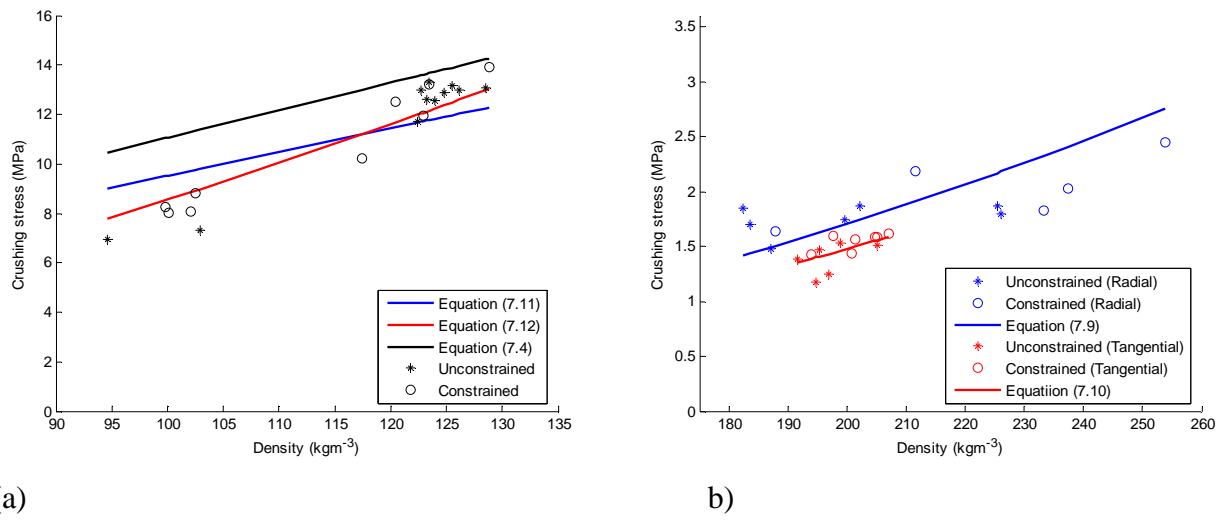 16
14
12
10
8
6
4
2
0
90 95 100 105 110 115 120 125 130 135
Crushing stress (MPa)
Density (kgm-3)
Equation (7.11)
Equation (7.12)
Equation (7.4)
Unconstrained
Constrained
a)
3.5
3
2.5
2
1.5
1
0.5
0
180 190 200 210 220 230 240 250 260
Crushing stress (MPa)
Density (kgm-3)
Unconstrained (Radial)
Constrained (Radial)
Equation (7.9)
Unconstrained (Tangential)
Constrained (Tangential)
Equatiion (7.10)
b)